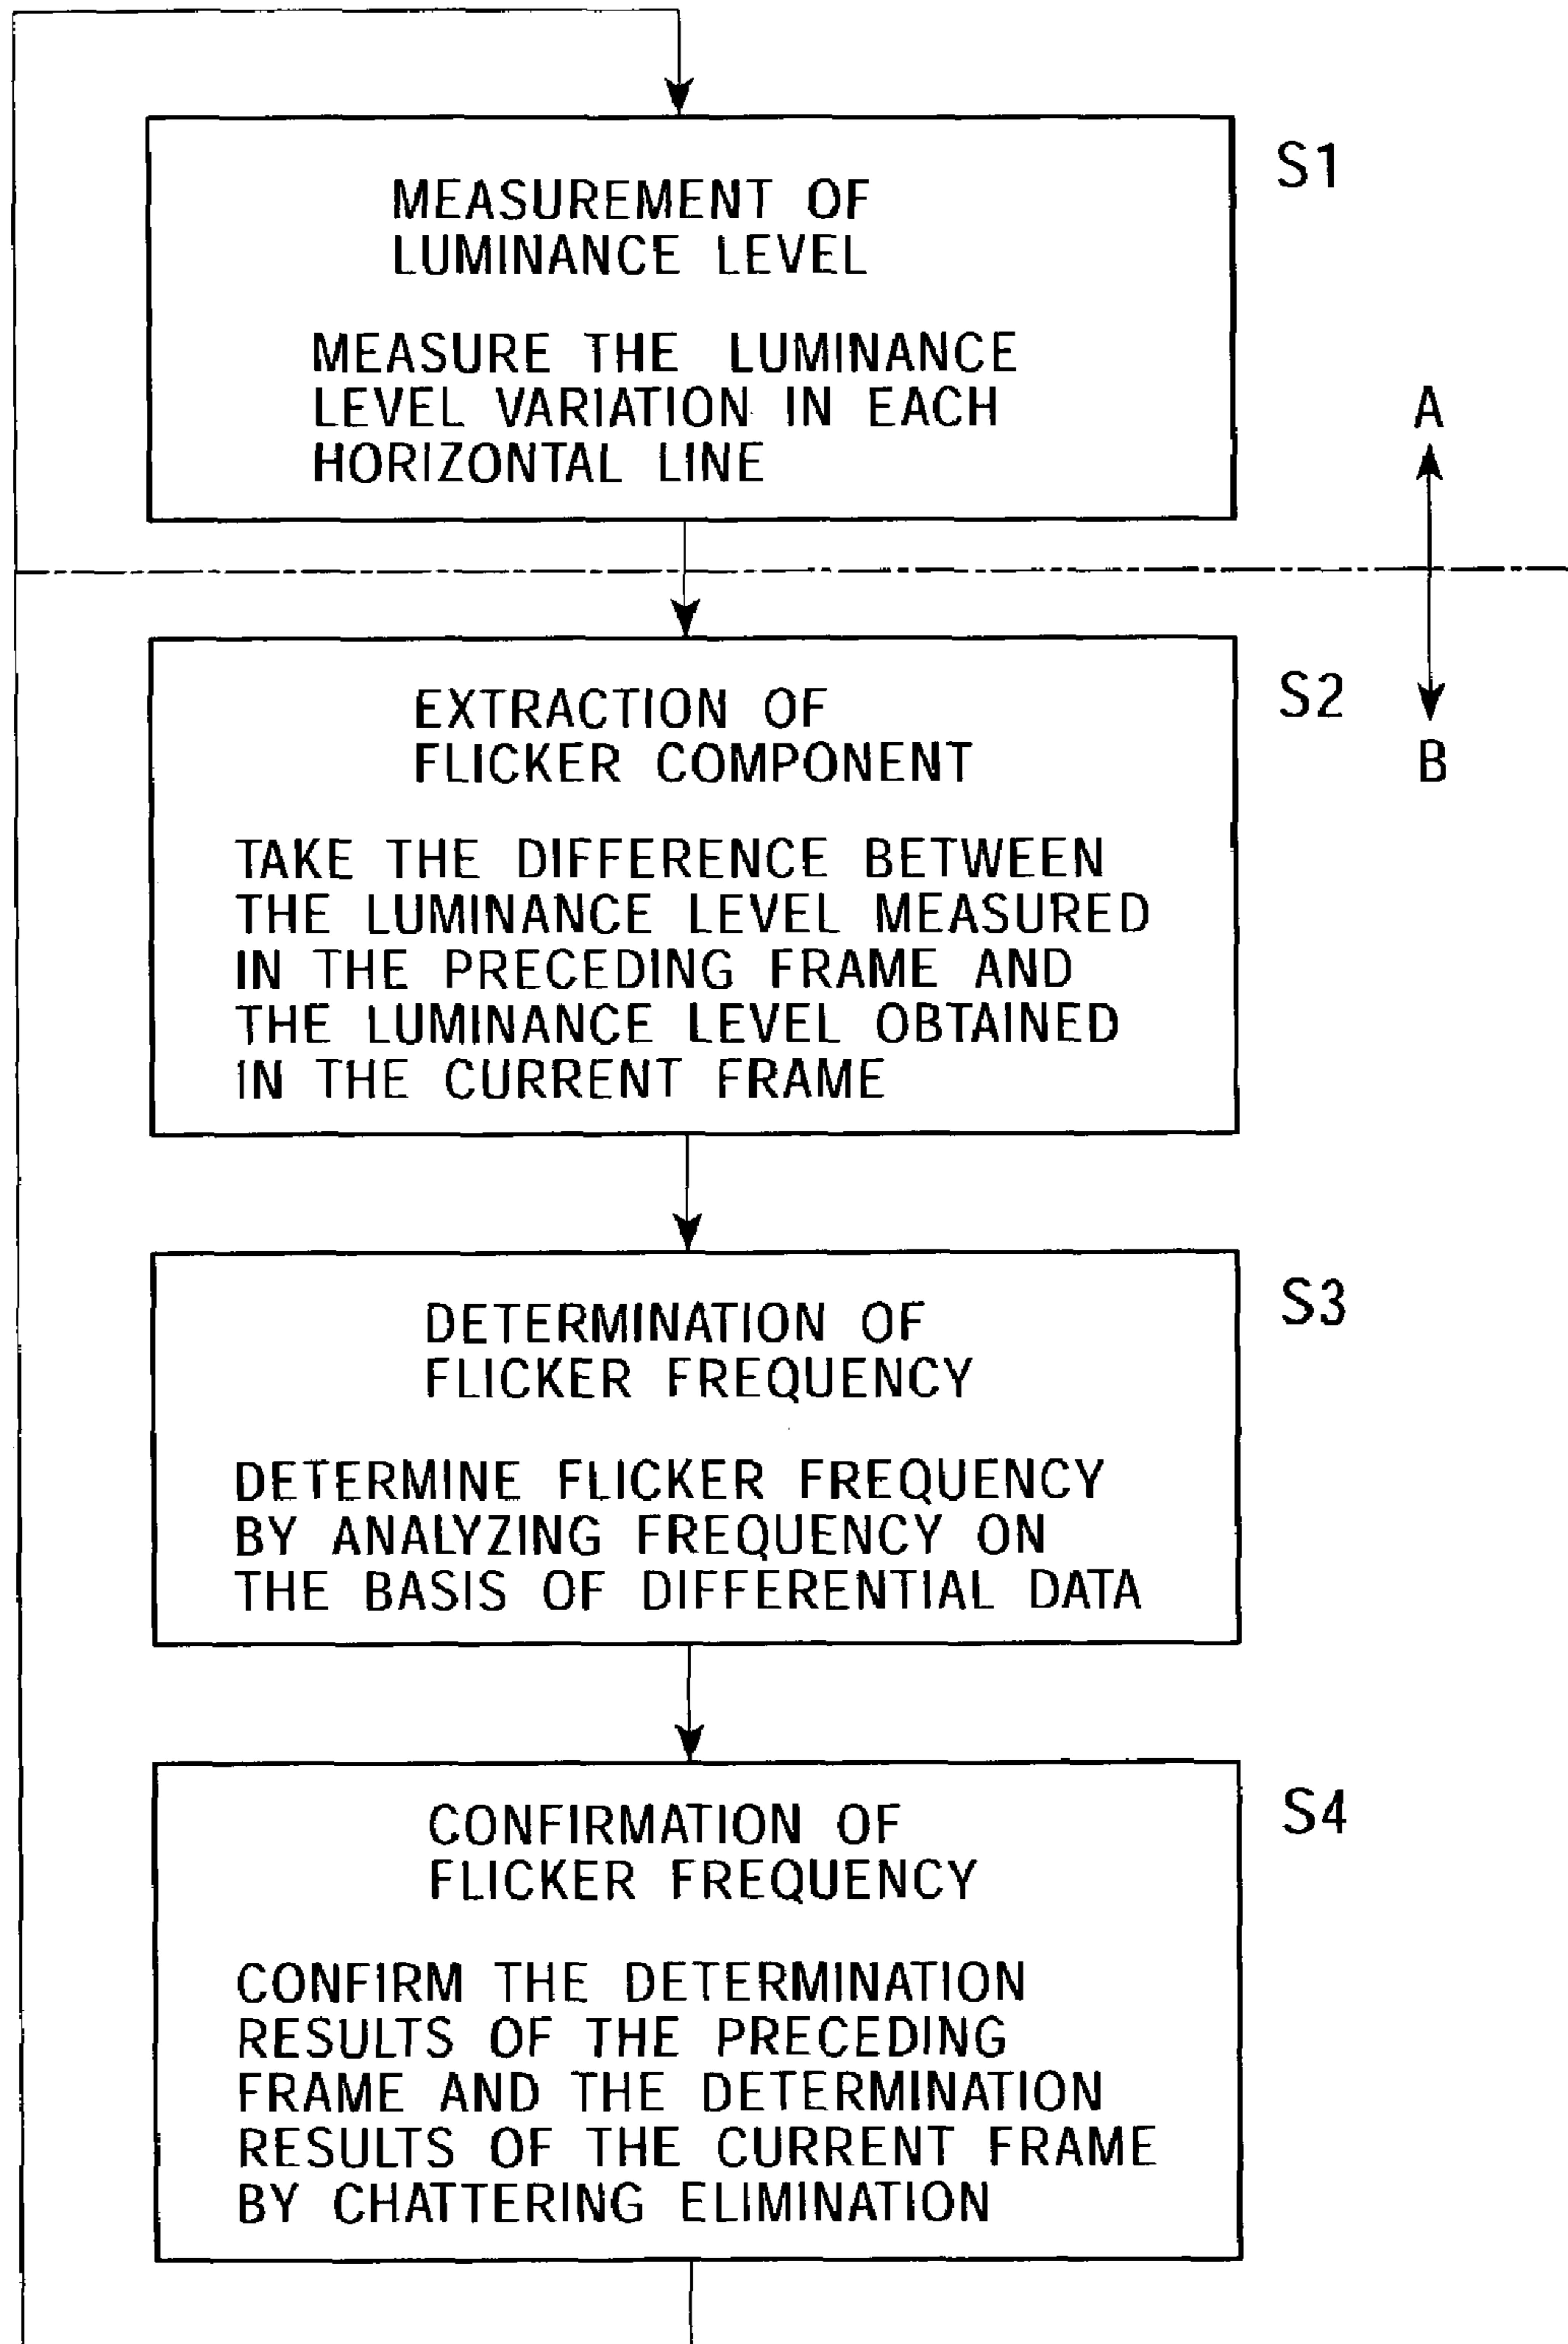 S1
MEASUREMENT OF
LUMINANCE LEVEL
MEASURE THE LUMINANCE
LEVEL VARIATION IN EACH
HORIZONTAL LINE
A
B
S2
EXTRACTION OF
FLICKER COMPONENT
TAKE THE DIFFERENCE BETWEEN
THE LUMINANCE LEVEL MEASURED
IN THE PRECEDING FRAME AND
THE LUMINANCE LEVEL OBTAINED
IN THE CURRENT FRAME
S3
DETERMINATION OF
FLICKER FREQUENCY
DETERMINE FLICKER FREQUENCY
BY ANALYZING FREQUENCY ON
THE BASIS OF DIFFERENTIAL DATA
S4
CONFIRMATION OF
FLICKER FREQUENCY
CONFIRM THE DETERMINATION
RESULTS OF THE PRECEDING
FRAME AND THE DETERMINATION
RESULTS OF THE CURRENT FRAME
BY CHATTERING ELIMINATION